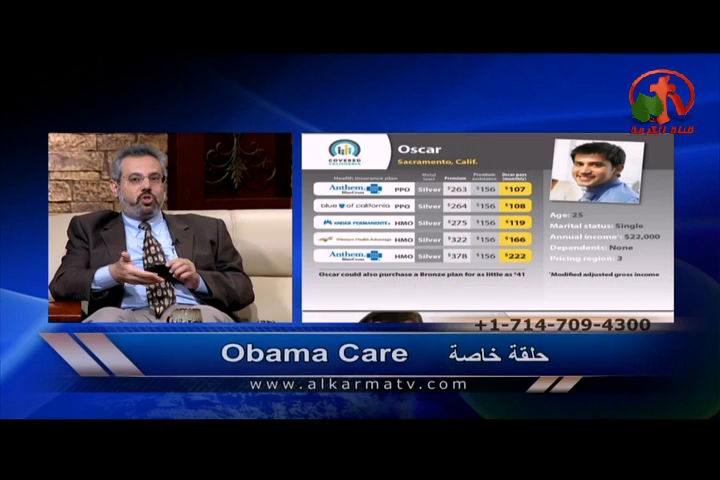 قناة الكرمة
COVERED
CALIFORNIA
Oscar
Sacramento, Calif.
Health insurance plan Metal level Premium Premium assistance Oscar pays (monthly)
Anthem BlueCross PPO Silver $263 $156 $107
blue of california PPO Silver $264 $156 $108
KAISER PERMANENTE HMO Silver $275 $156 $119
Western Health Advantage HMO Silver $322 $156 $166
Anthem BlueCross HMO Silver $378 $156 $222
Oscar could also purchase a Bronze plan for as little as $41
Age: 25
Marital status: Single
Annual income*: $22,000
Dependents: None
Pricing region: 3
*Modified adjusted gross income
+1-714-709-4300
Obama Care حلقة خاصة
www.alkarmatv.com